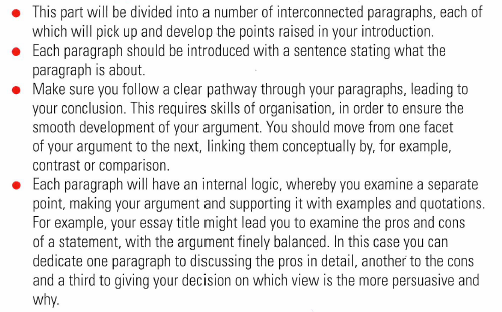 • This part will be divided into a number of interconnected paragraphs, each of
which will pick up and develop the points raised in your introduction.
• Each paragraph should be introduced with a sentence stating what the
paragraph is about.
• Make sure you follow a clear pathway through your paragraphs, leading to
your conclusion. This requires skills of organisation, in order to ensure the
smooth development of your argument. You should move from one facet
of your argument to the next, linking them conceptually by, for example,
contrast or comparison.
• Each paragraph will have an internal logic, whereby you examine a separate
point, making your argument and supporting it with examples and quotations.
For example, your essay title might lead you to examine the pros and cons
of a statement, with the argument finely balanced. In this case you can
dedicate one paragraph to discussing the pros in detail, another to the cons
and a third to giving your decision on which view is the more persuasive and
why.